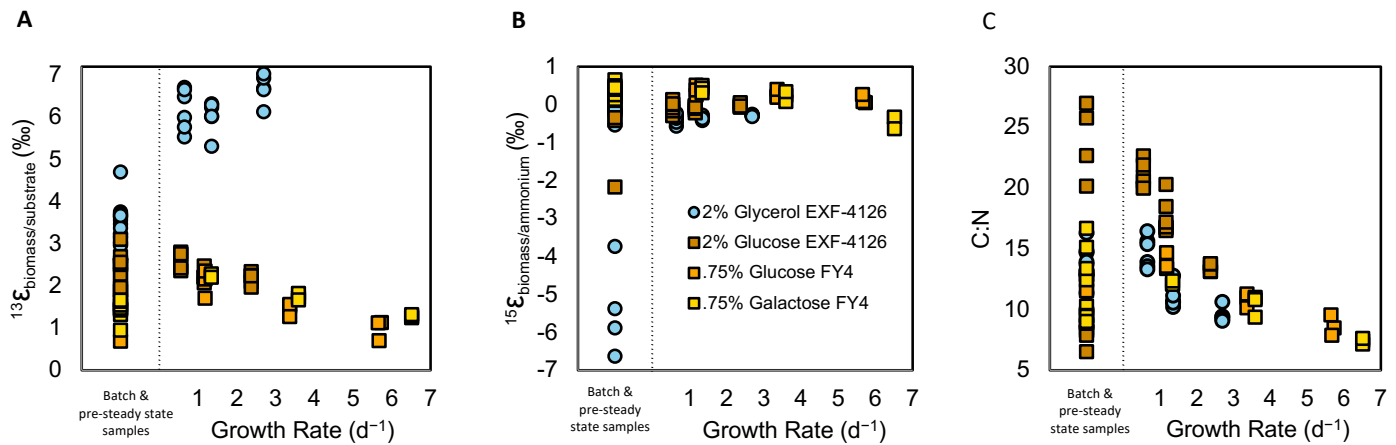 A
7
6
5
4
3
2
1
0
¹³ε biomass/substrate (‰)
Batch &
pre-steady state
samples
1 2 3 4 5 6 7
Growth Rate (d⁻¹)
B
1
0
-1
-2
-3
-4
-5
-6
-7
¹⁵ε biomass/ammonium (‰)
2% Glycerol EXF-4126
2% Glucose EXF-4126
.75% Glucose FY4
.75% Galactose FY4
Batch &
pre-steady
state samples
1 2 3 4 5 6 7
Growth Rate (d⁻¹)
C
30
25
20
15
10
5
C:N
Batch &
pre-steady
state samples
1 2 3 4 5 6 7
Growth Rate (d⁻¹)